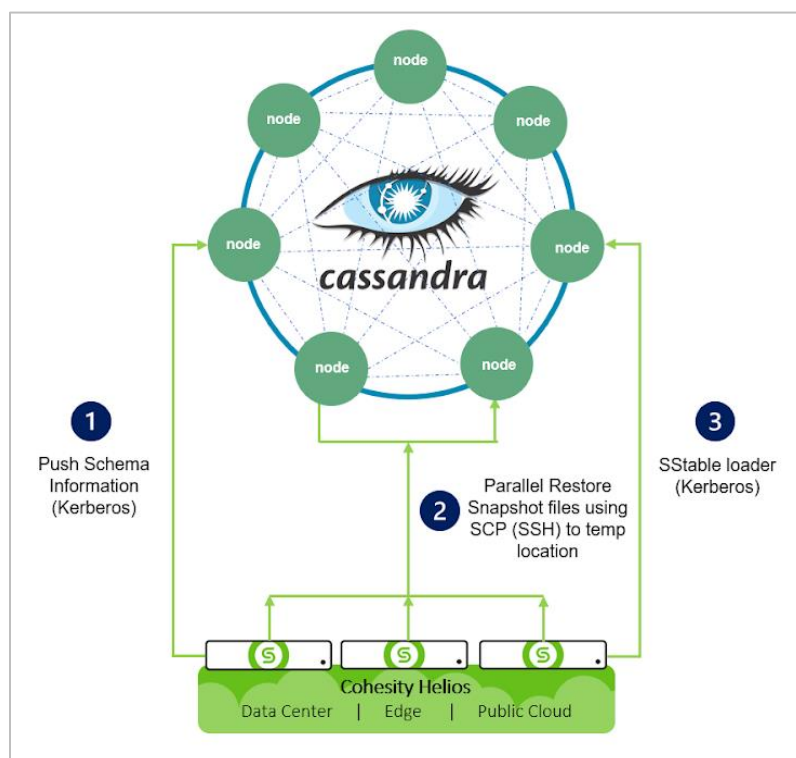 node
node
node
node
node
cassandra
node
node
1
Push Schema
Information
(Kerberos)
2
Parallel Restore
Snapshot files using
SCP (SSH) to temp
location
3
SStable loader
(Kerberos)
S
S
S
Cohesity Helios
Data Center | Edge | Public Cloud